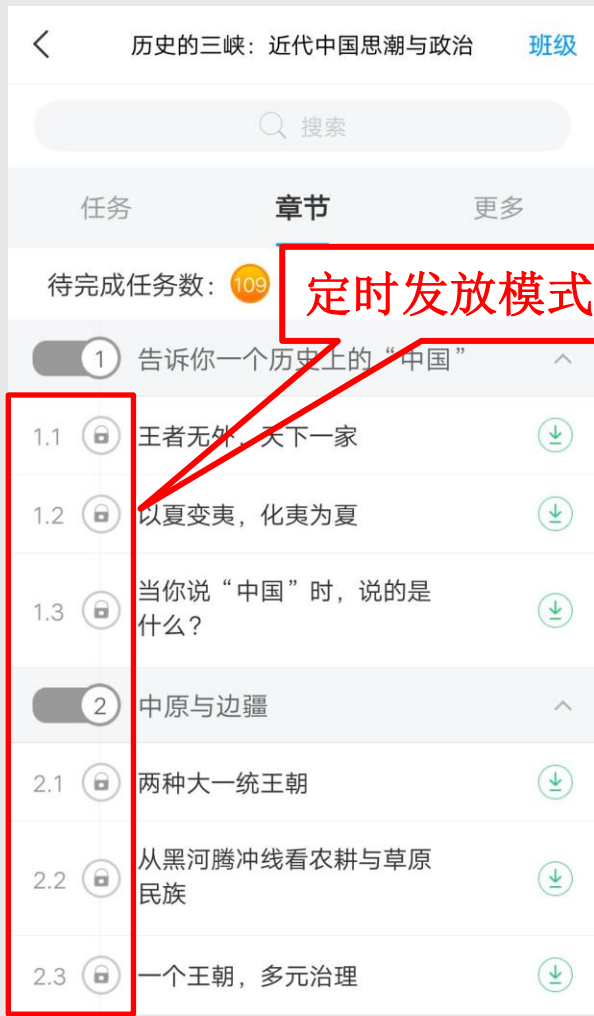 历史的三峡：近代中国思潮与政治 班级
搜索
任务 章节 更多
待完成任务数： 109
定时发放模式
1 告诉你一个历史上的“中国”
1.1 王者无外，天下一家
1.2 以夏变夷，化夷为夏
1.3 当你说“中国”时，说的是
什么？
2 中原与边疆
2.1 两种大一统王朝
2.2 从黑河腾冲线看农耕与草原
民族
2.3 一个王朝，多元治理